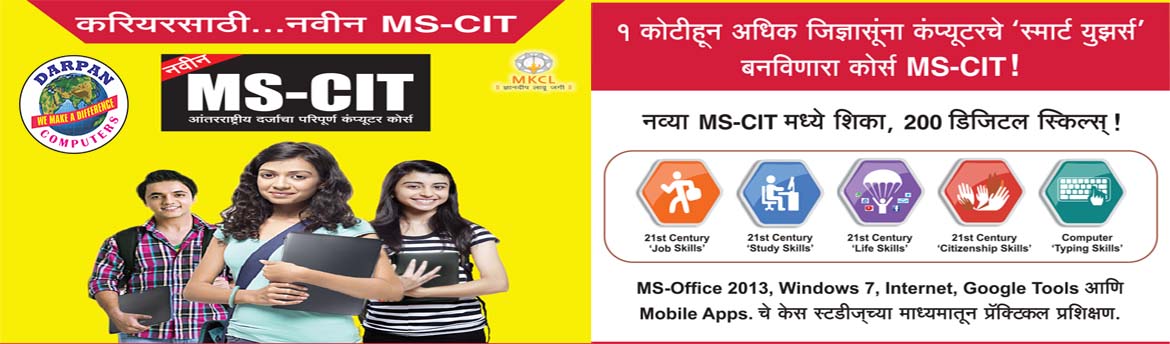 करियरसाठी...नवीन MS-CIT
DARPAN
WE MAKE A DIFFERENCE
COMPUTERS
नवीन
MS-CIT
आंतरराष्ट्रीय दर्जाचा परिपूर्ण कंप्यूटर कोर्स
MKCL
॥ ज्ञानदीप लावू जगी ॥
१ कोटीहून अधिक जिज्ञासूंना कंप्यूटरचे ‘स्मार्ट युझर्स’
बनविणारा कोर्स MS-CIT!
नव्या MS-CIT मध्ये शिका, 200 डिजिटल स्किल्स् !
21st Century
‘Job Skills’
21st Century
‘Study Skills’
21st Century
‘Life Skills’
21st Century
‘Citizenship Skills’
Computer
‘Typing Skills’
MS-Office 2013, Windows 7, Internet, Google Tools आणि
Mobile Apps. चे केस स्टडीज्च्या माध्यमातून प्रॅक्टिकल प्रशिक्षण.